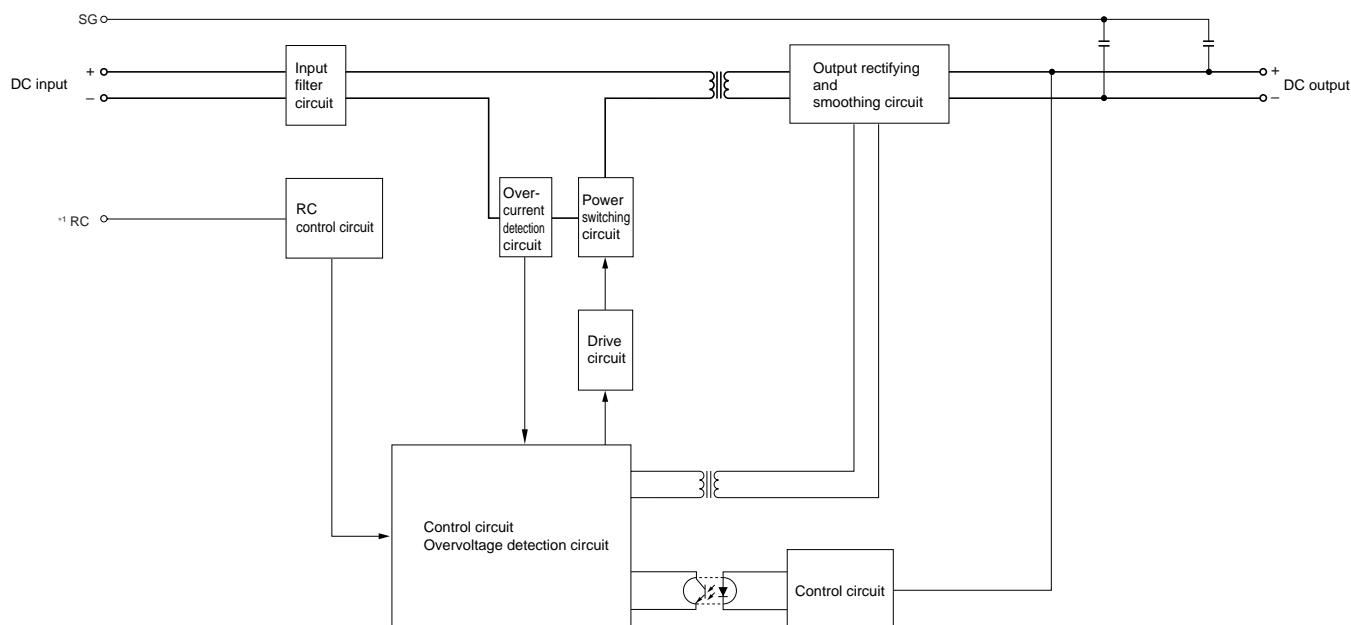 SG
DC input
+
−
Input
filter
circuit
Output rectifying
and
smoothing circuit
+
−
DC output
*1 RC
RC
control circuit
Over-
current
detection
circuit
Power
switching
circuit
Drive
circuit
Control circuit
Overvoltage detection circuit
Control circuit